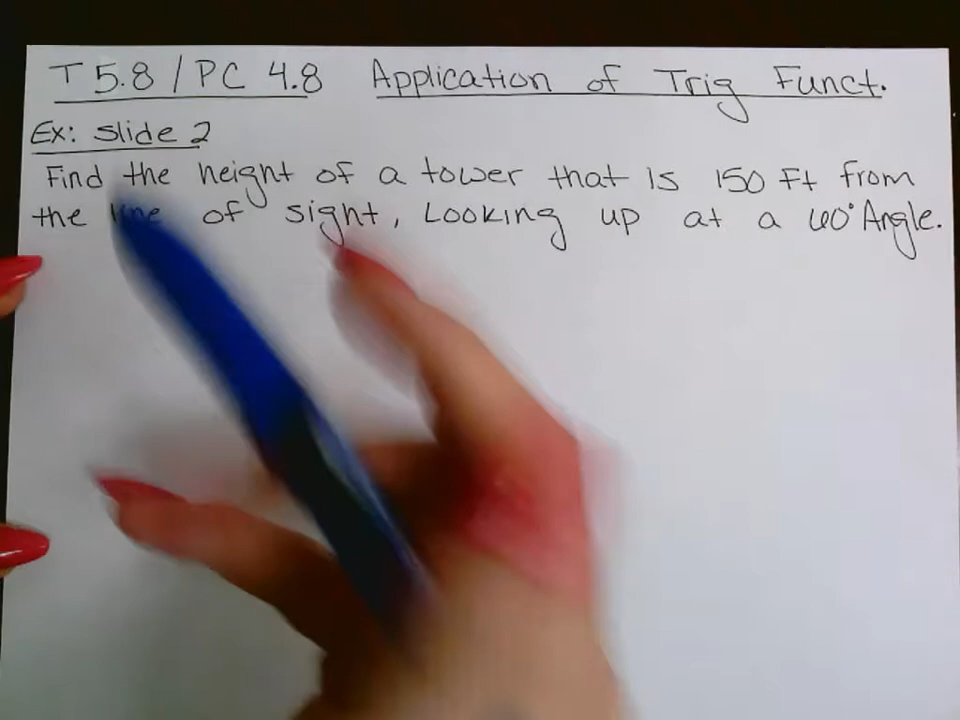 T 5.8 / PC 4.8 Application of Trig Funct.
Ex: Slide 2
Find the height of a tower that is 150 Ft from
the line of sight, Looking up at a 60° Angle.